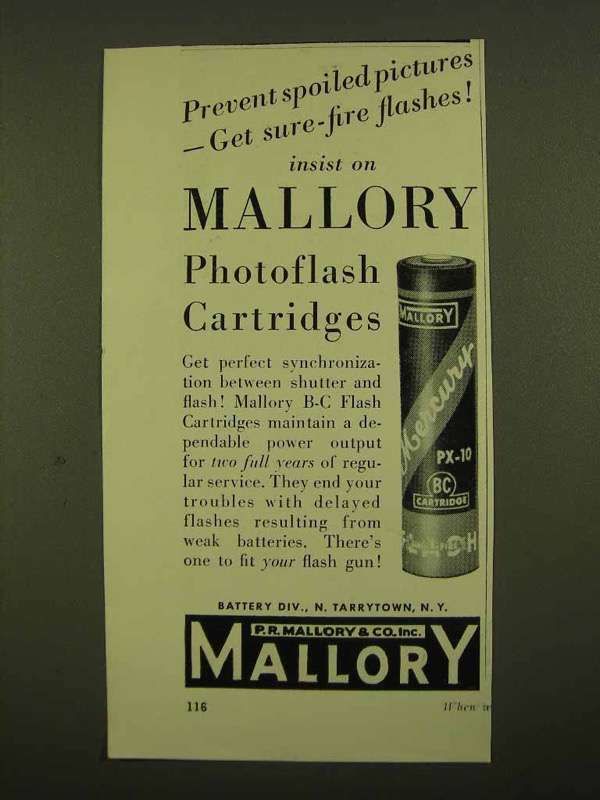 Prevent spoiled pictures
— Get sure-fire flashes!
insist on
MALLORY
Photoflash
Cartridges
Get perfect synchroniza-
tion between shutter and
flash! Mallory B-C Flash
Cartridges maintain a de-
pendable power output
for two full years of regu-
lar service. They end your
troubles with delayed
flashes resulting from
weak batteries. There's
one to fit your flash gun!
MALLORY
Mercury
PX-10
BC
CARTRIDGE
BATTERY DIV., N. TARRYTOWN, N. Y.
P.R. MALLORY & CO. Inc.
MALLORY
116
When